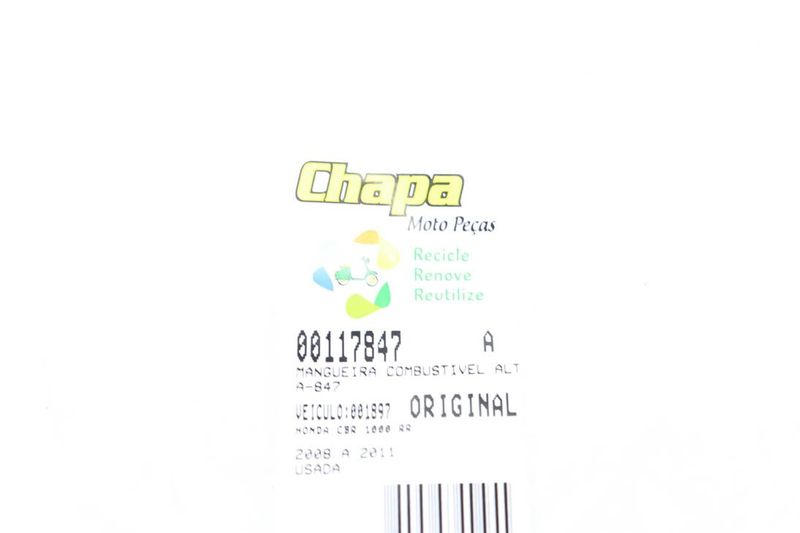 Chapa
Moto Peças
Recicle
Renove
Reutilize
00117847 A
MANGUEIRA COMBUSTIVEL ALT
A-847
VEICULO:001897 ORIGINAL
HONDA CBR 1000 RR
2008 A 2011
USADA